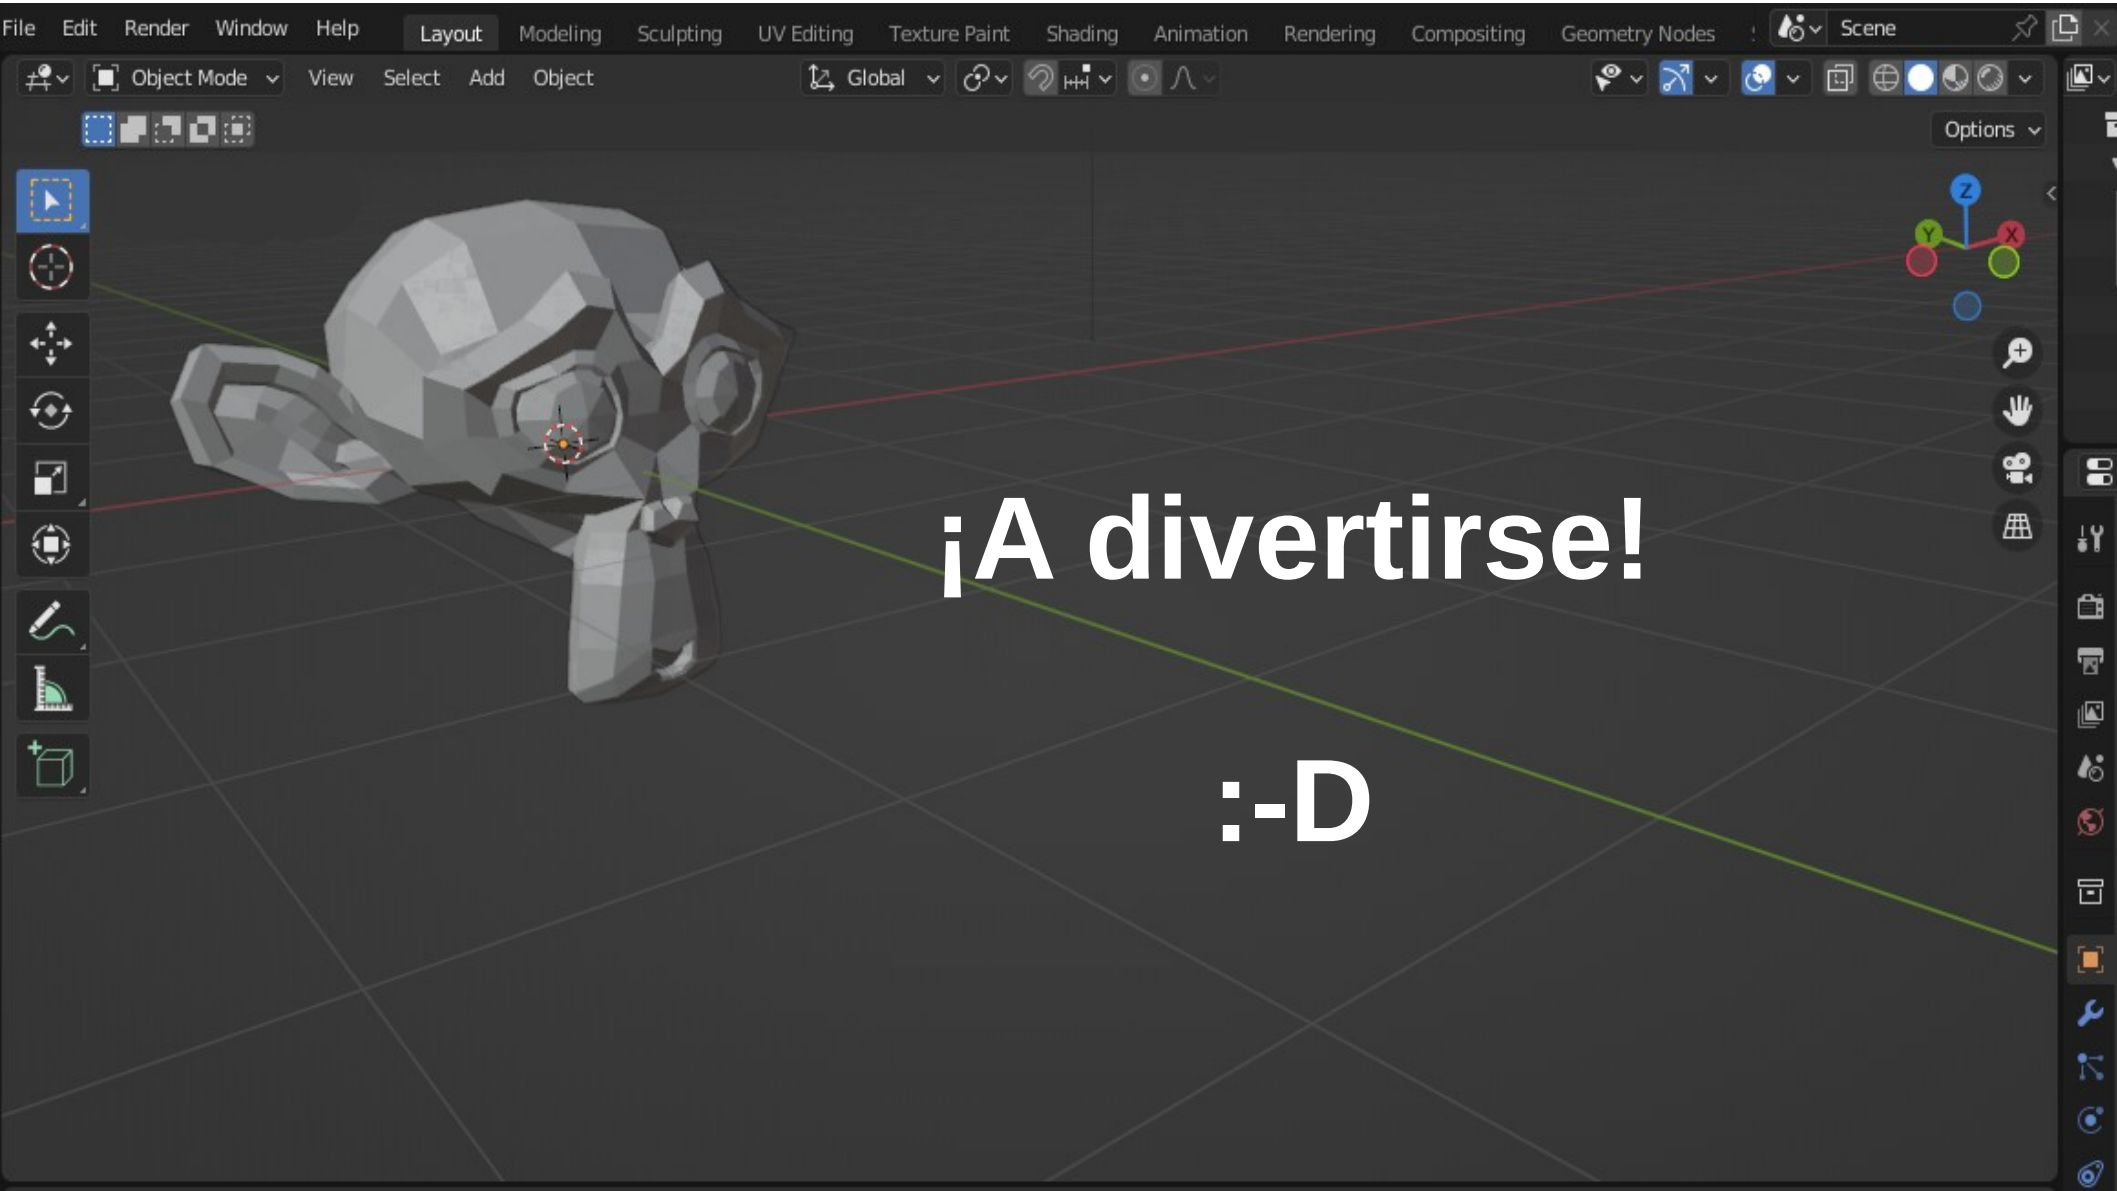 File Edit Render Window Help Layout Modeling Sculpting UV Editing Texture Paint Shading Animation Rendering Compositing Geometry Nodes Scene
Object Mode View Select Add Object Global
Options
Z
Y X
¡A divertirse!
:-D